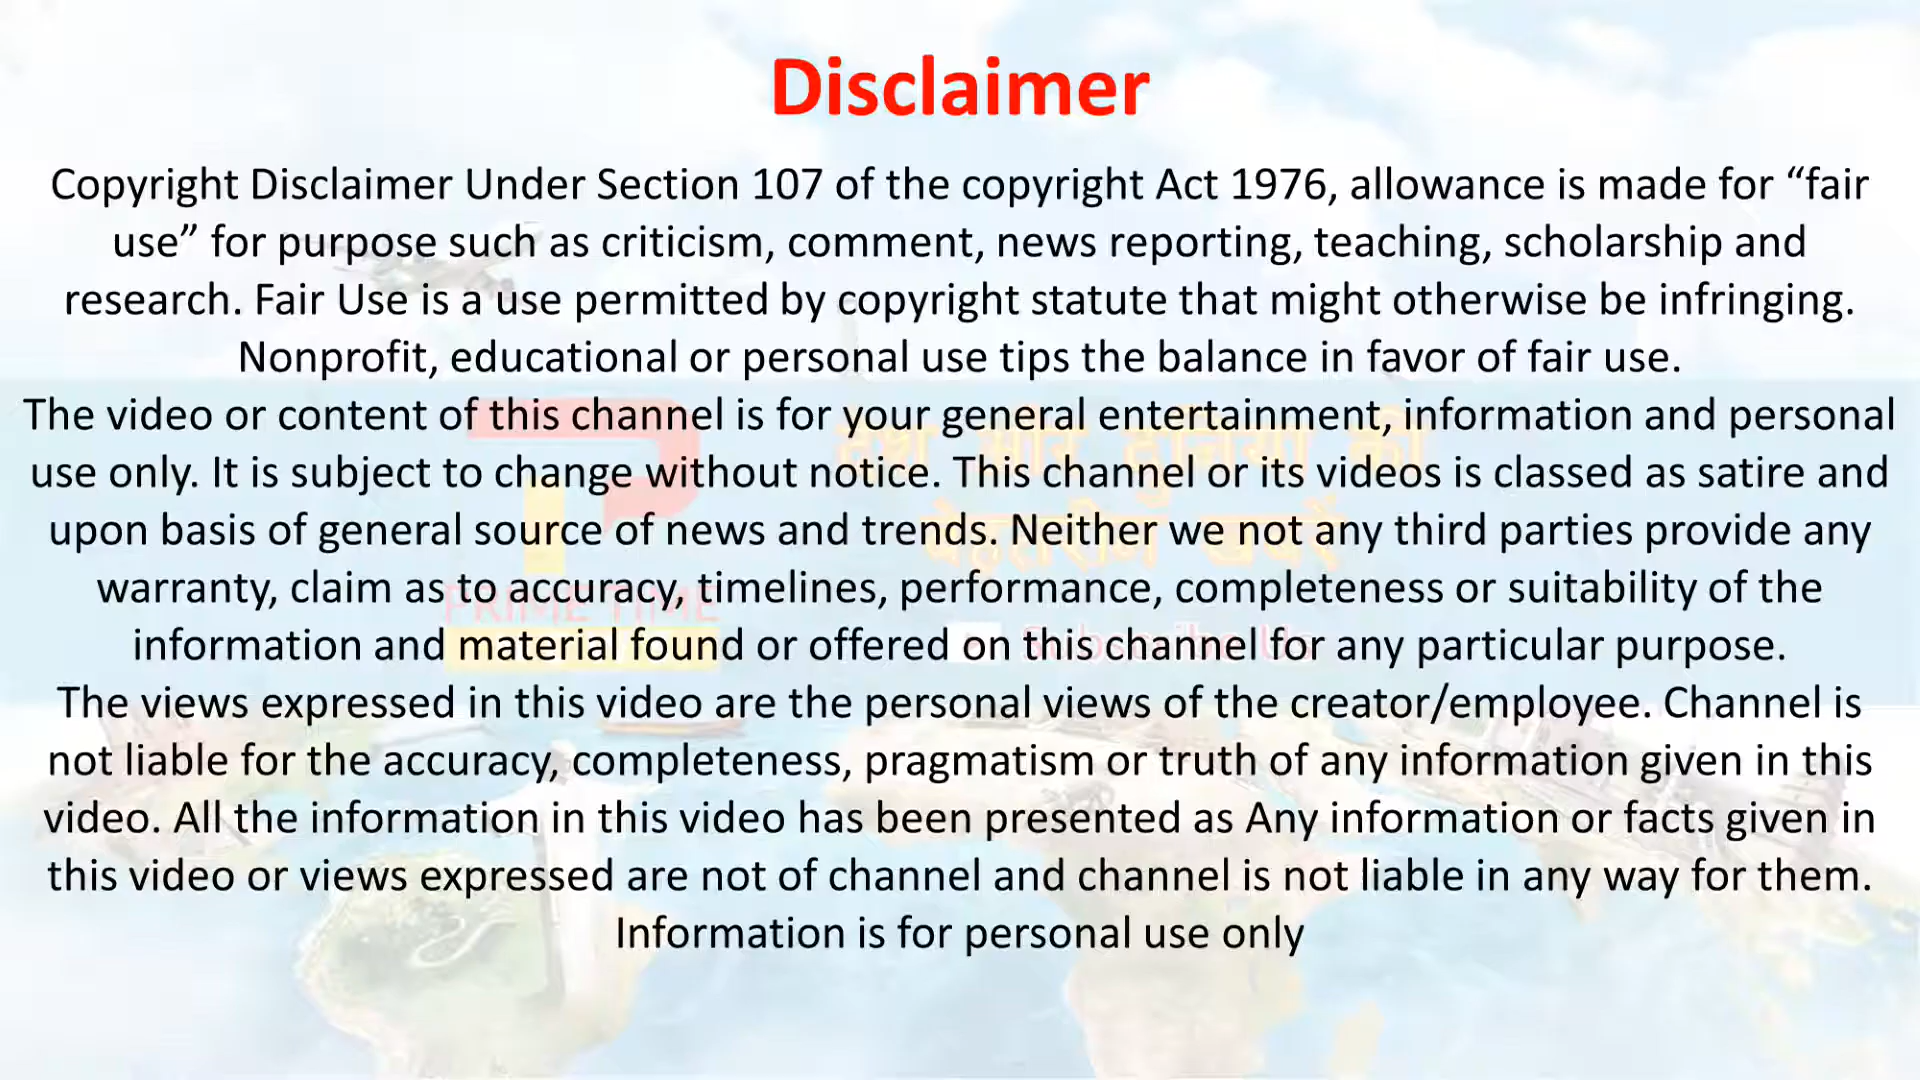 Disclaimer
Copyright Disclaimer Under Section 107 of the copyright Act 1976, allowance is made for “fair
use” for purpose such as criticism, comment, news reporting, teaching, scholarship and
research. Fair Use is a use permitted by copyright statute that might otherwise be infringing.
Nonprofit, educational or personal use tips the balance in favor of fair use.
The video or content of this channel is for your general entertainment, information and personal
use only. It is subject to change without notice. This channel or its videos is classed as satire and
upon basis of general source of news and trends. Neither we not any third parties provide any
warranty, claim as to accuracy, timelines, performance, completeness or suitability of the
information and material found or offered on this channel for any particular purpose.
The views expressed in this video are the personal views of the creator/employee. Channel is
not liable for the accuracy, completeness, pragmatism or truth of any information given in this
video. All the information in this video has been presented as Any information or facts given in
this video or views expressed are not of channel and channel is not liable in any way for them.
Information is for personal use only
देश और दुनिया की
बेहतरीन खबरें
PRIME TIME
Subscribe Us